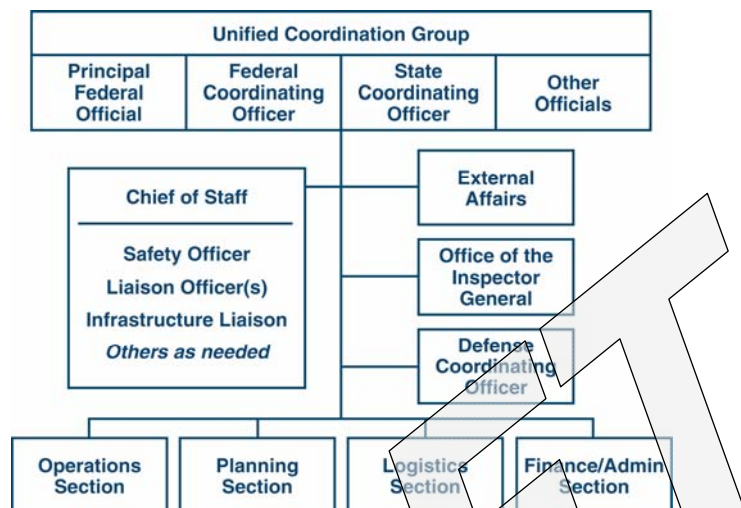 Unified Coordination Group
Principal
Federal
Official
Federal
Coordinating
Officer
State
Coordinating
Officer
Other
Officials
Chief of Staff
Safety Officer
Liaison Officer(s)
Infrastructure Liaison
Others as needed
External
Affairs
Office of the
Inspector
General
Defense
Coordinating
Officer
Operations
Section
Planning
Section
Logistics
Section
Finance/Admin
Section